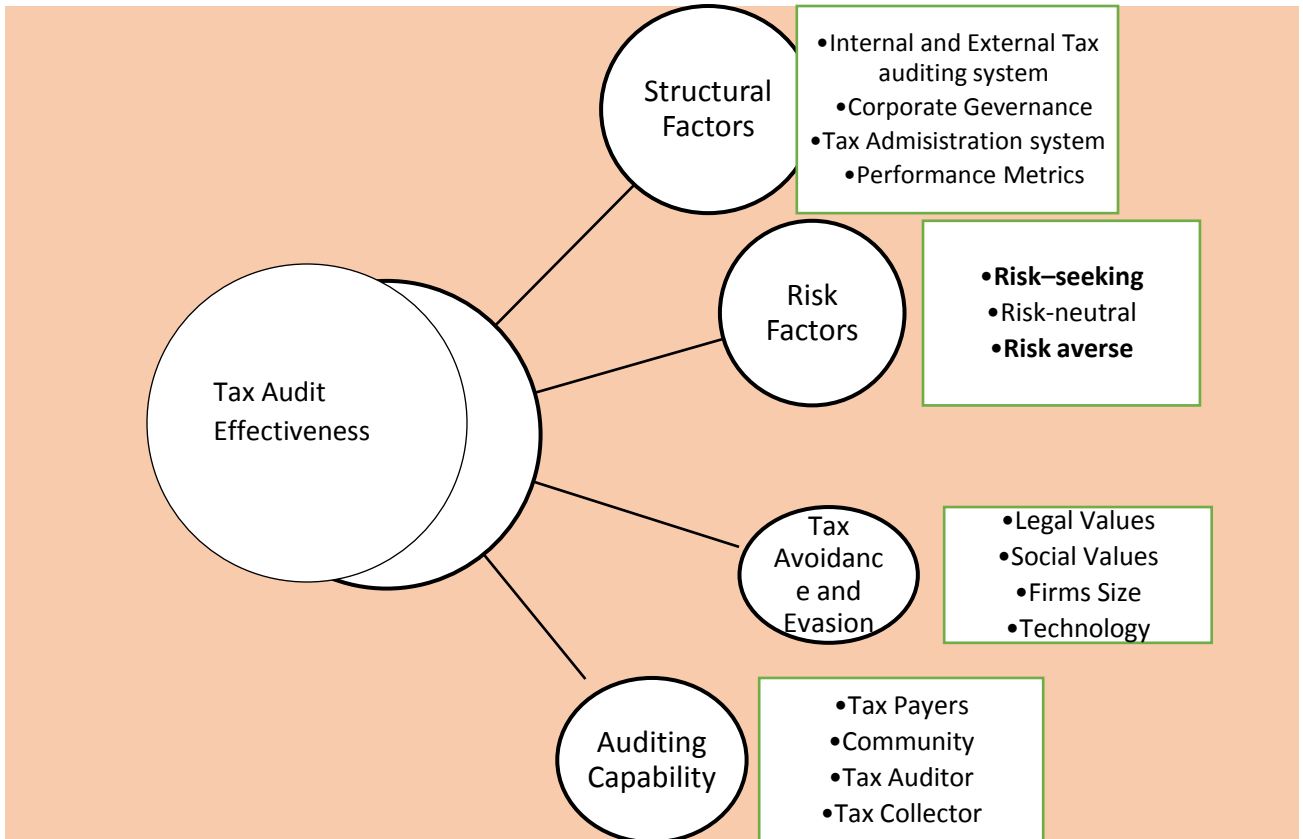 Structural
Factors
•Internal and External Tax
auditing system
•Corporate Gevernance
•Tax Admisistration system
•Performance Metrics
Risk
Factors
•Risk–seeking
•Risk-neutral
•Risk averse
Tax Audit
Effectiveness
Tax
Avoidanc
e and
Evasion
•Legal Values
•Social Values
•Firms Size
•Technology
Auditing
Capability
•Tax Payers
•Community
•Tax Auditor
•Tax Collector